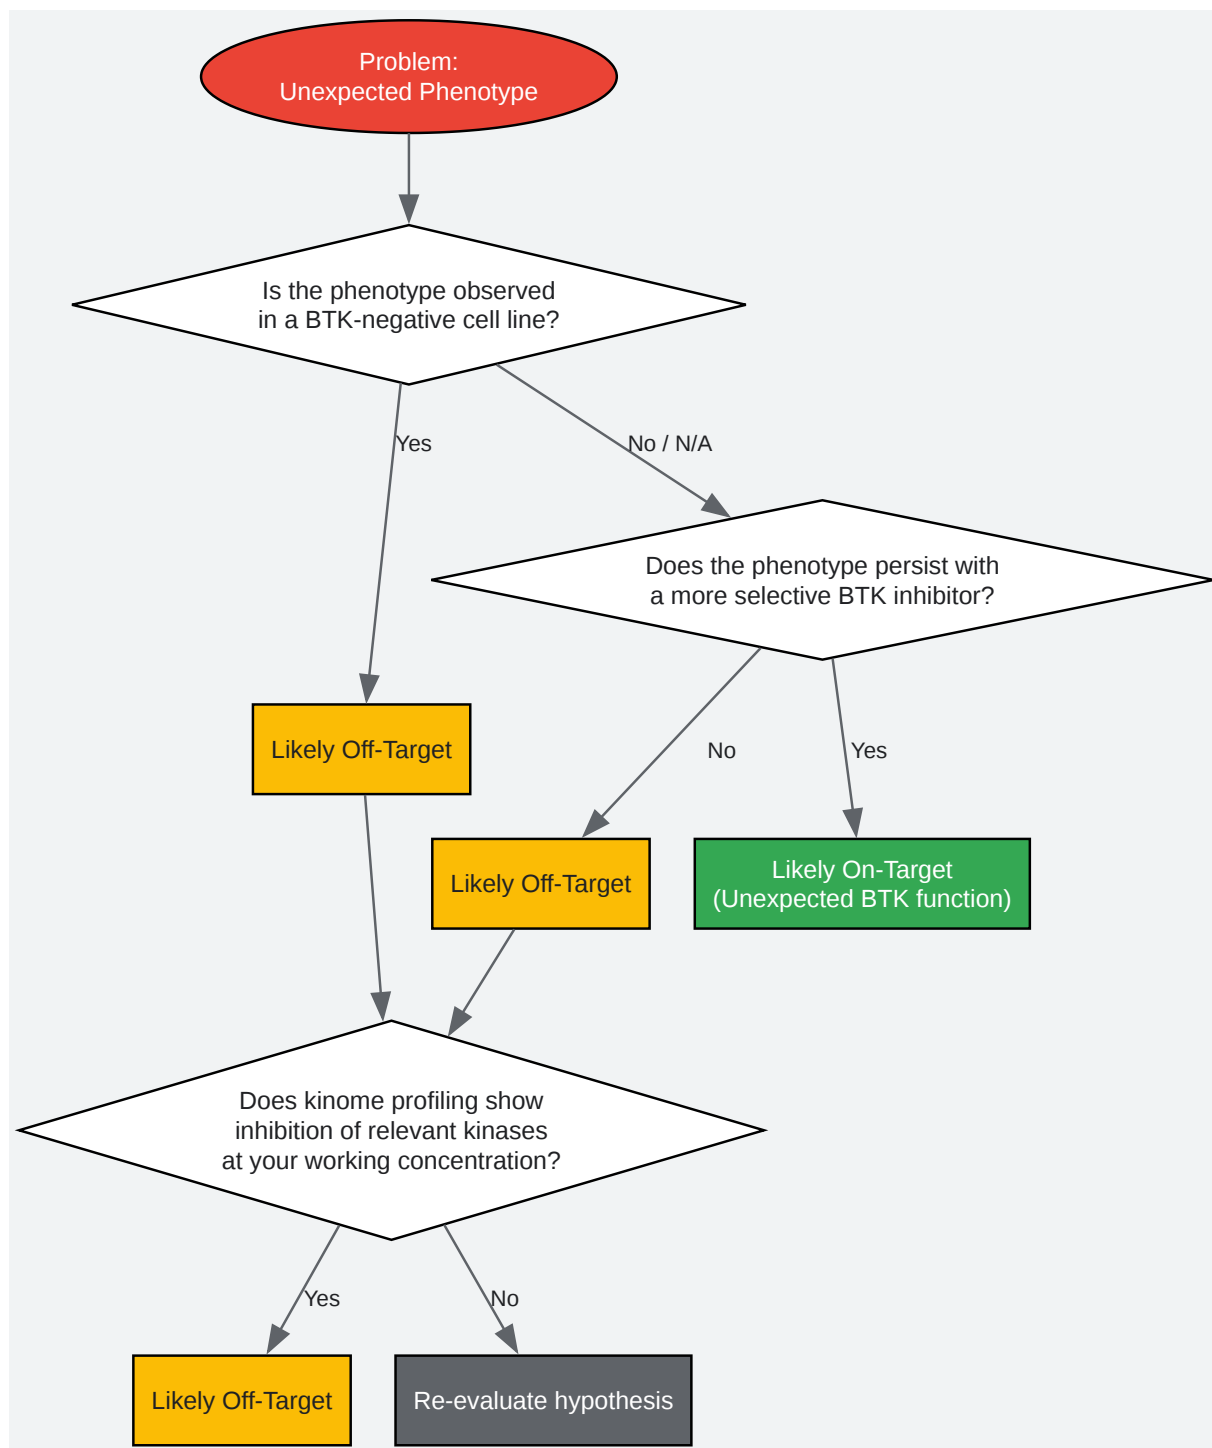 Problem:
Unexpected Phenotype
Is the phenotype observed
in a BTK-negative cell line?
Yes
No / N/A
Does the phenotype persist with
a more selective BTK inhibitor?
Likely Off-Target
No
Yes
Likely Off-Target
Likely On-Target
(Unexpected BTK function)
Does kinome profiling show
inhibition of relevant kinases
at your working concentration?
Yes
No
Likely Off-Target
Re-evaluate hypothesis